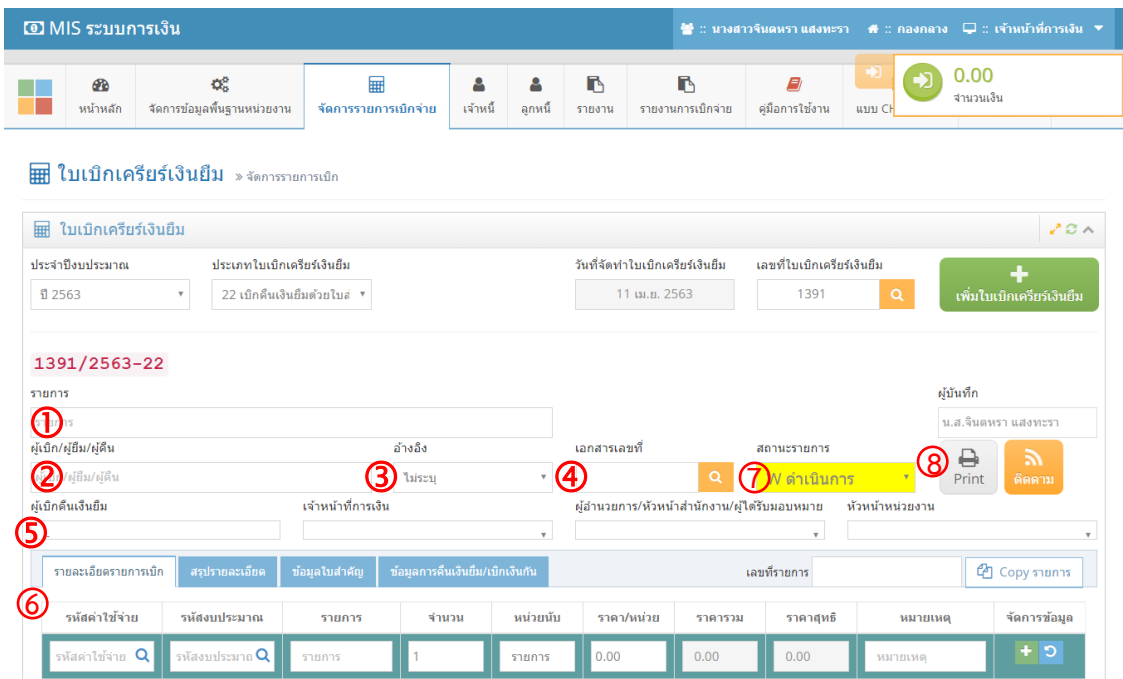 MIS ระบบการเงิน
:: นางสาวจินตหรา แสงทะรา :: กองกลาง :: เจ้าหน้าที่การเงิน
หน้าหลัก จัดการข้อมูลพื้นฐานหน่วยงาน จัดการรายการเบิกจ่าย เจ้าหนี้ ลูกหนี้ รายงาน รายงานการเบิกจ่าย คู่มือการใช้งาน แบบ CH
0.00
จำนวนเงิน
ใบเบิกเครียร์เงินยืม » จัดการรายการเบิก
ใบเบิกเครียร์เงินยืม
ประจำปีงบประมาณ ประเภทใบเบิกเครียร์เงินยืม วันที่จัดทำใบเบิกเครียร์เงินยืม เลขที่ใบเบิกเครียร์เงินยืม
ปี 2563 22 เบิกคืนเงินยืมด้วยใบส 11 เม.ย. 2563 1391 เพิ่มใบเบิกเครียร์เงินยืม
1391/2563-22
รายการ ผู้บันทึก
① รายการ น.ส.จินตหรา แสงทะรา
ผู้เบิก/ผู้ยืม/ผู้คืน อ้างอิง เอกสารเลขที่ สถานะรายการ
② ผู้เบิก/ผู้ยืม/ผู้คืน ③ ไม่ระบุ ④ ⑦ W ดำเนินการ ⑧ Print ติดตาม
ผู้เบิกคืนเงินยืม เจ้าหน้าที่การเงิน ผู้อำนวยการ/หัวหน้าสำนักงาน/ผู้ได้รับมอบหมาย หัวหน้าหน่วยงาน
⑤
รายละเอียดรายการเบิก สรุปรายละเอียด ข้อมูลใบสำคัญ ข้อมูลการคืนเงินยืม/เบิกเงินกัน เลขที่รายการ Copy รายการ
⑥
รหัสค่าใช้จ่าย รหัสงบประมาณ รายการ จำนวน หน่วยนับ ราคา/หน่วย ราคารวม ราคาสุทธิ หมายเหตุ จัดการข้อมูล
รหัสค่าใช้จ่าย รหัสงบประมาณ รายการ 1 รายการ 0.00 0.00 0.00 หมายเหตุ